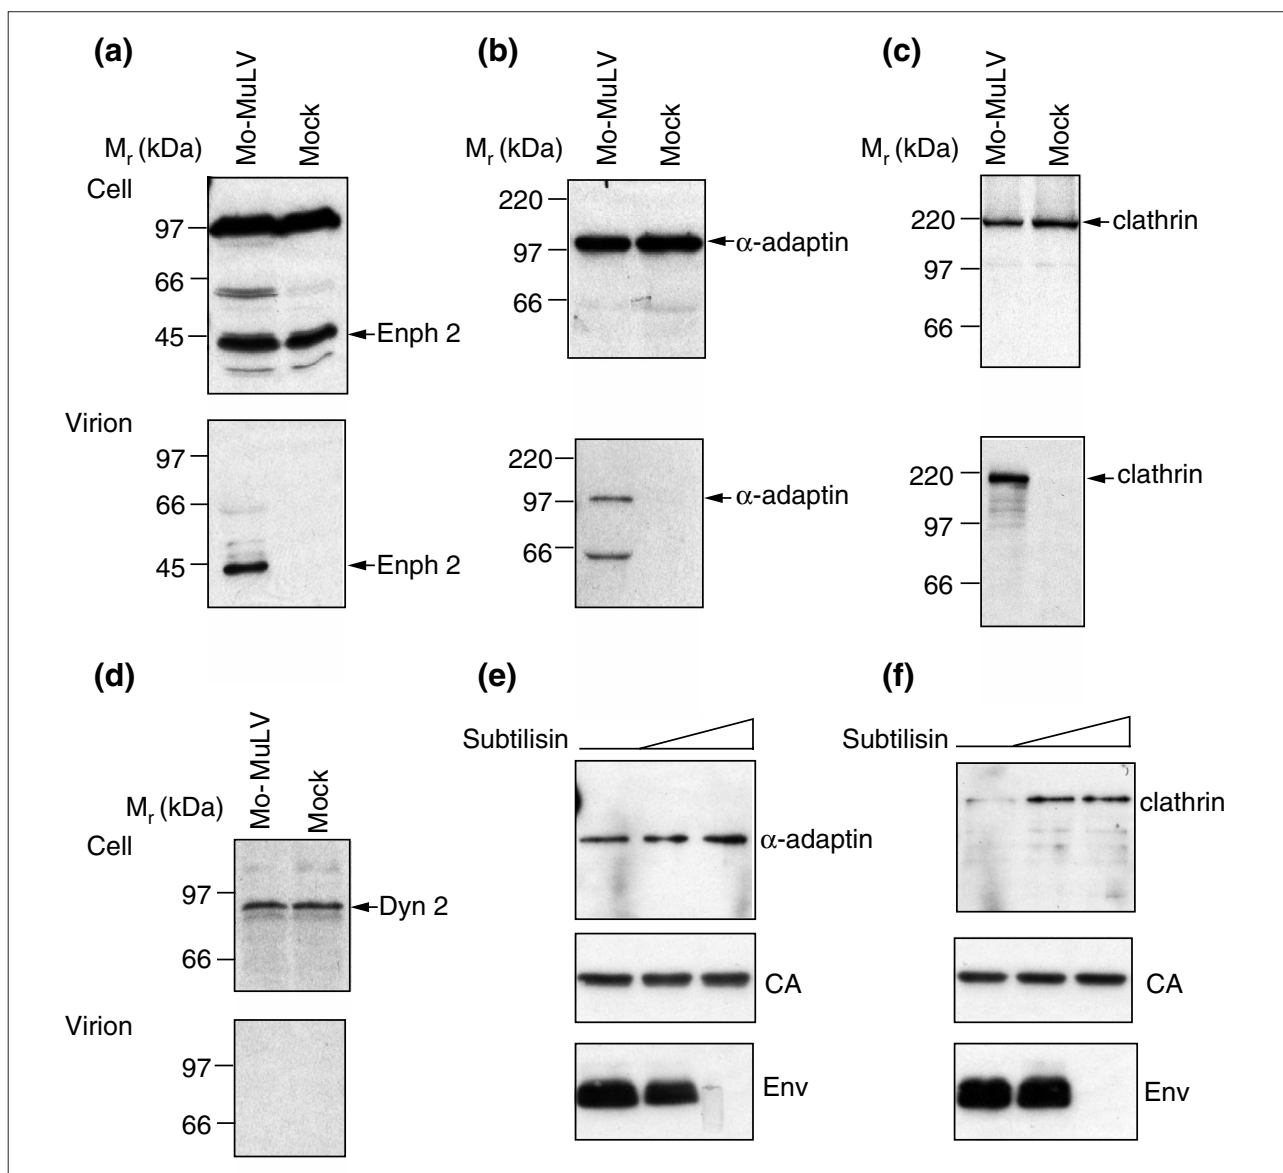 (a)
Mo-MuLV
Mock
Mr (kDa)
Cell
97
66
45
Enph 2
Virion
97
66
45
Enph 2
(b)
Mo-MuLV
Mock
Mr (kDa)
220
97
66
α-adaptin
220
97
66
α-adaptin
(c)
Mo-MuLV
Mock
Mr (kDa)
220
97
66
clathrin
220
97
66
clathrin
(d)
Mo-MuLV
Mock
Mr (kDa)
Cell
97
66
Dyn 2
Virion
97
66
(e)
Subtilisin
α-adaptin
CA
Env
(f)
Subtilisin
clathrin
CA
Env